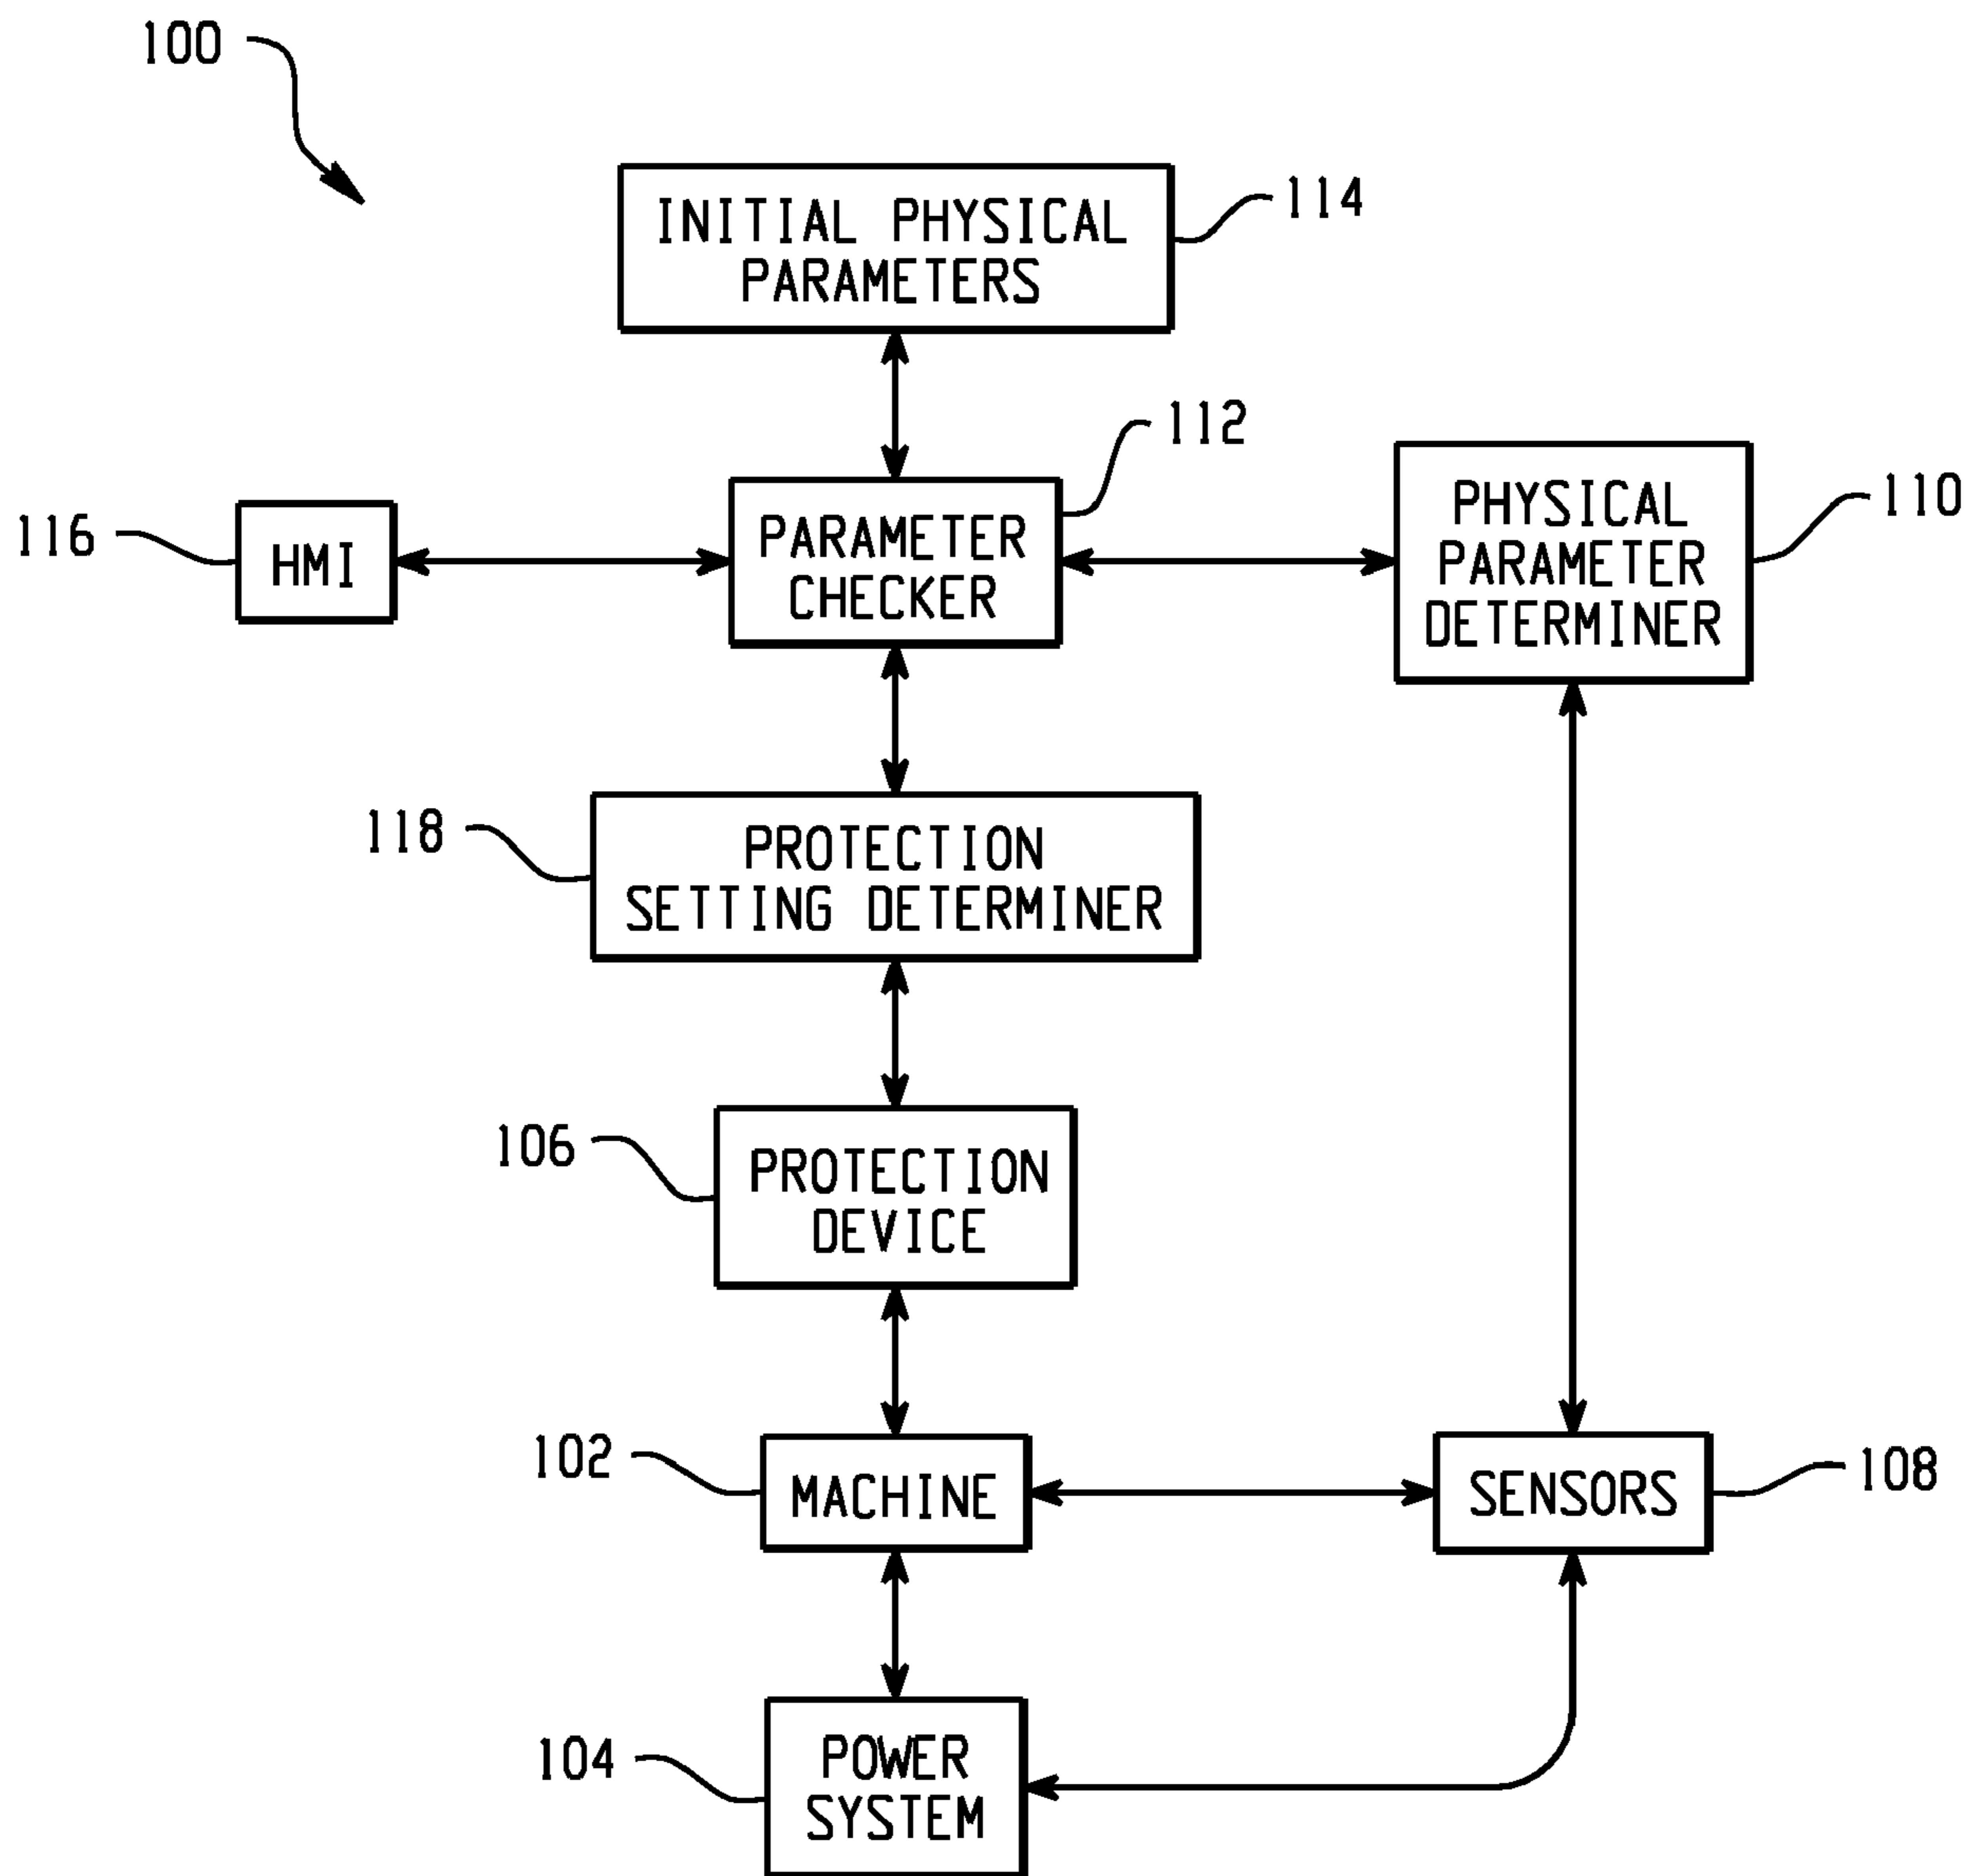 100
INITIAL PHYSICAL
PARAMETERS
114
112
PHYSICAL
PARAMETER
DETERMINER
110
116
HMI
PARAMETER
CHECKER
118
PROTECTION
SETTING DETERMINER
106
PROTECTION
DEVICE
102
MACHINE
SENSORS
108
104
POWER
SYSTEM